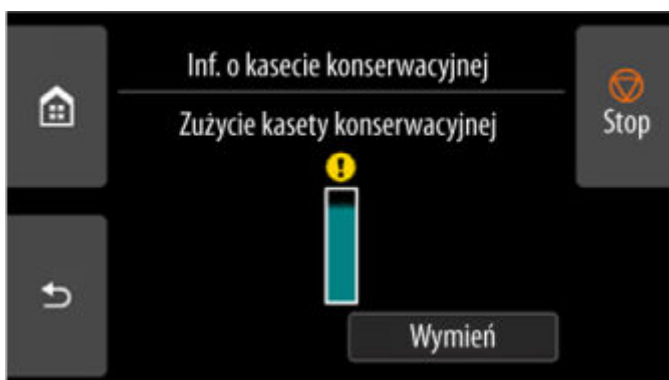 Inf. o kasecie konserwacyjnej
Zużycie kasety konserwacyjnej
Stop
Wymień